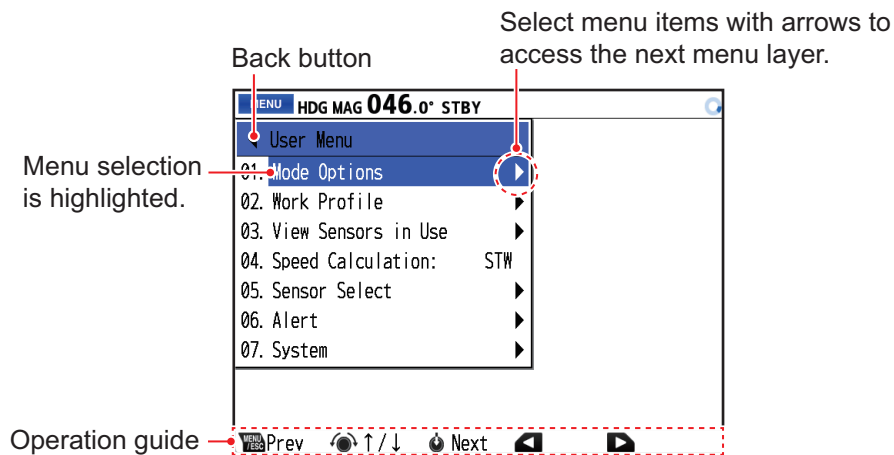 Select menu items with arrows to
access the next menu layer.
Back button
MENU HDG MAG 046.0° STBY
User Menu
Menu selection
is highlighted.
01. Mode Options
02. Work Profile
03. View Sensors in Use
04. Speed Calculation: STW
05. Sensor Select
06. Alert
07. System
Operation guide
MENU/ESC Prev ↑/↓ Next